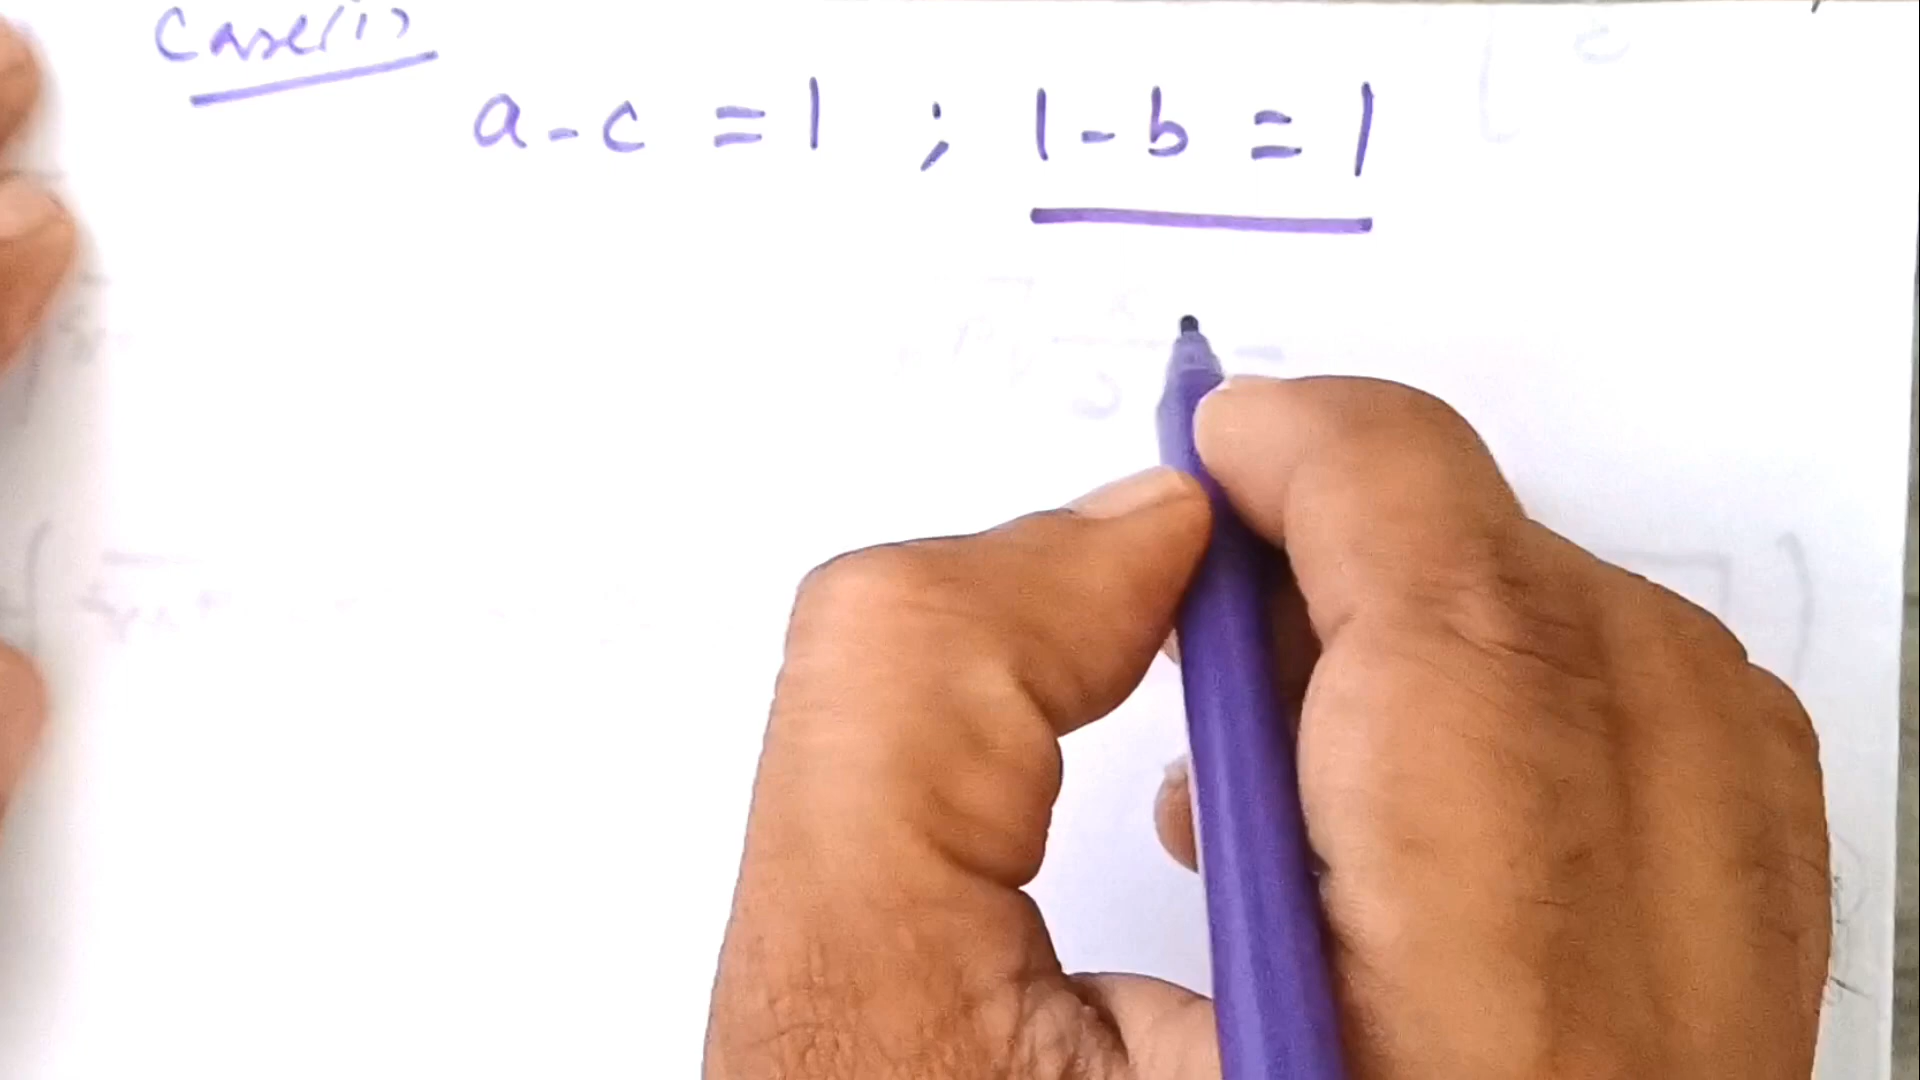 Case(i)
a - c = 1 ; 1 - b = 1